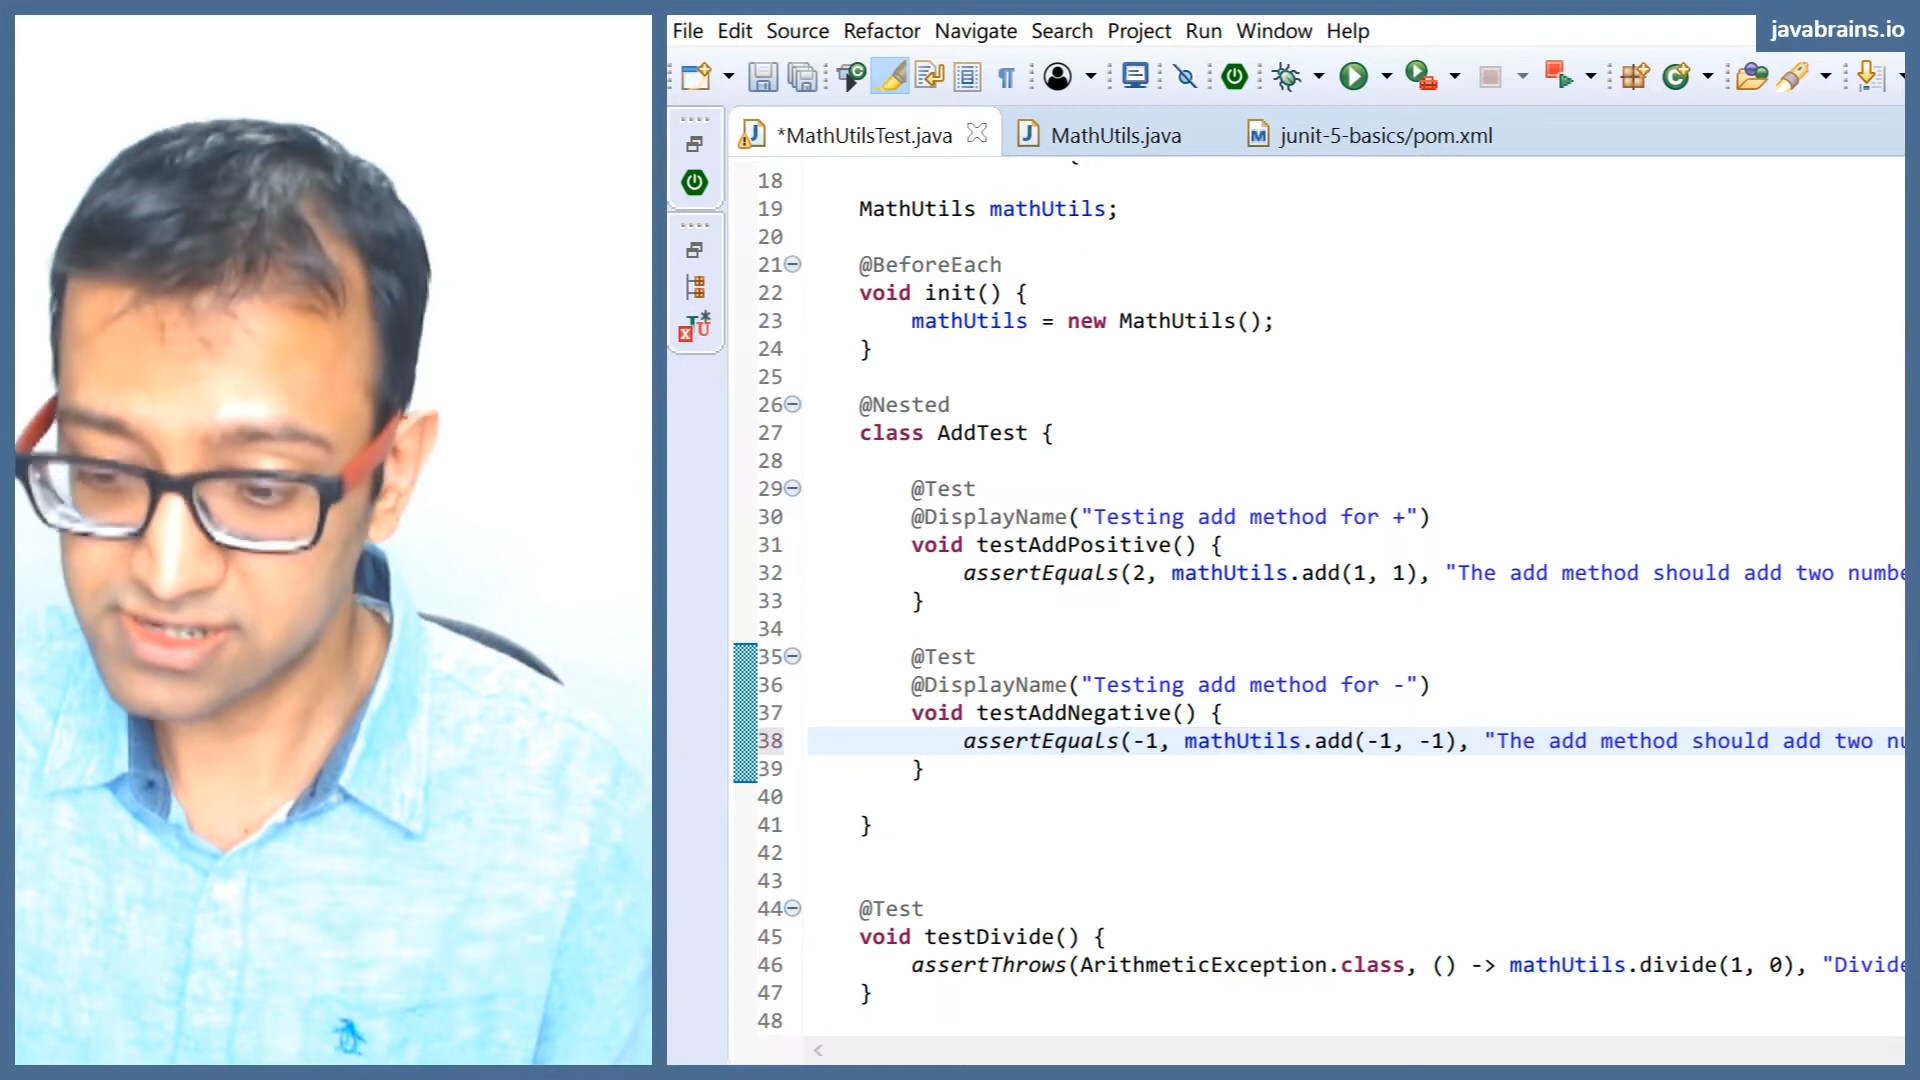 javabrains.io
File Edit Source Refactor Navigate Search Project Run Window Help
*MathUtilsTest.java MathUtils.java junit-5-basics/pom.xml
18
19 MathUtils mathUtils;
20
21 @BeforeEach
22 void init() {
23 mathUtils = new MathUtils();
24 }
25
26 @Nested
27 class AddTest {
28
29 @Test
30 @DisplayName("Testing add method for +")
31 void testAddPositive() {
32 assertEquals(2, mathUtils.add(1, 1), "The add method should add two numbe
33 }
34
35 @Test
36 @DisplayName("Testing add method for -")
37 void testAddNegative() {
38 assertEquals(-1, mathUtils.add(-1, -1), "The add method should add two nu
39 }
40
41 }
42
43
44 @Test
45 void testDivide() {
46 assertThrows(ArithmeticException.class, () -> mathUtils.divide(1, 0), "Divide
47 }
48